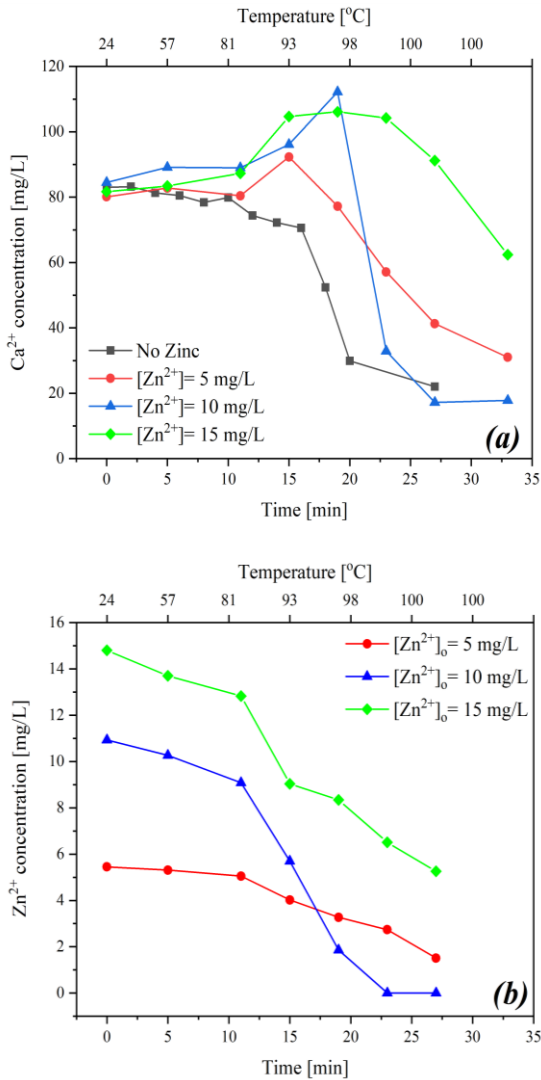 Temperature [°C]
24 57 81 93 98 100 100
120
100
80
60
40
20
0
Ca²⁺ concentration [mg/L]
No Zinc
[Zn²⁺]= 5 mg/L
[Zn²⁺]= 10 mg/L
[Zn²⁺]= 15 mg/L
(a)
0 5 10 15 20 25 30 35
Time [min]
Temperature [°C]
24 57 81 93 98 100 100
16
14
12
10
8
6
4
2
0
Zn²⁺ concentration [mg/L]
[Zn²⁺]ₒ= 5 mg/L
[Zn²⁺]ₒ= 10 mg/L
[Zn²⁺]ₒ= 15 mg/L
(b)
0 5 10 15 20 25 30 35
Time [min]